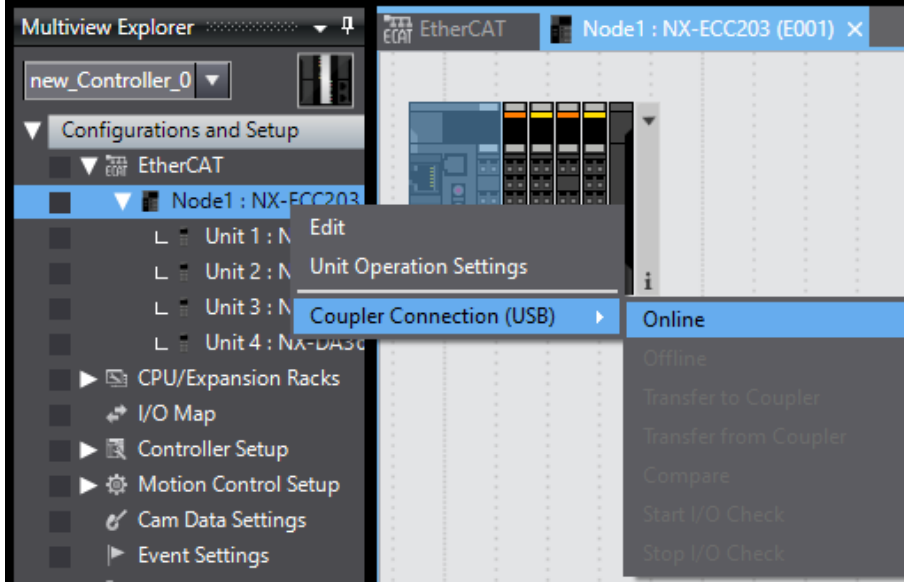 Multiview Explorer
new_Controller_0
Configurations and Setup
EtherCAT
Node1 : NX-ECC203
Unit 1 : N
Unit 2 : N
Unit 3 : N
Unit 4 : NX-DA3
CPU/Expansion Racks
I/O Map
Controller Setup
Motion Control Setup
Cam Data Settings
Event Settings
EtherCAT
Node1 : NX-ECC203 (E001)
Edit
Unit Operation Settings
Coupler Connection (USB)
Online
Offline
Transfer to Coupler
Transfer from Coupler
Compare
Start I/O Check
Stop I/O Check